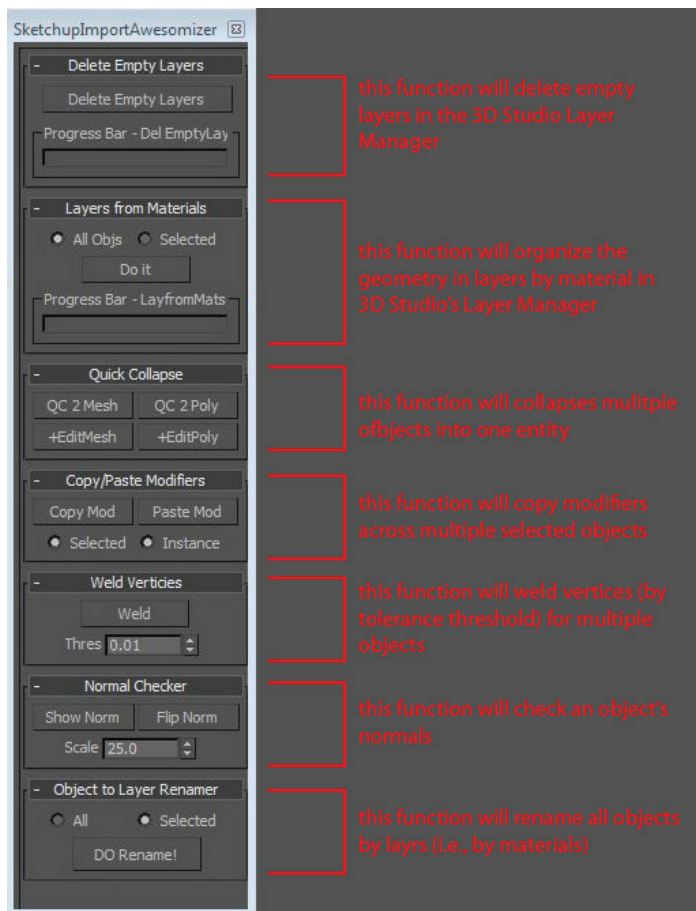 SketchupImportAwesomizer
- Delete Empty Layers
Delete Empty Layers
Progress Bar - Del EmptyLay
this function will delete empty
layers in the 3D Studio Layer
Manager
- Layers from Materials
All Objs Selected
Do it
Progress Bar - LayfromMats
this function will organize the
geometry in layers by material in
3D Studio's Layer Manager
- Quick Collapse
QC 2 Mesh QC 2 Poly
+EditMesh +EditPoly
this function will collapses mulitple
ofbjects into one entity
- Copy/Paste Modifiers
Copy Mod Paste Mod
Selected Instance
this function will copy modifiers
across multiple selected objects
- Weld Verticies
Weld
Thres 0.01
this function will weld vertices (by
tolerance threshold) for multiple
objects
- Normal Checker
Show Norm Flip Norm
Scale 25.0
this function will check an object's
normals
- Object to Layer Renamer
All Selected
DO Rename!
this function will rename all objects
by layrs (i.e., by materials)